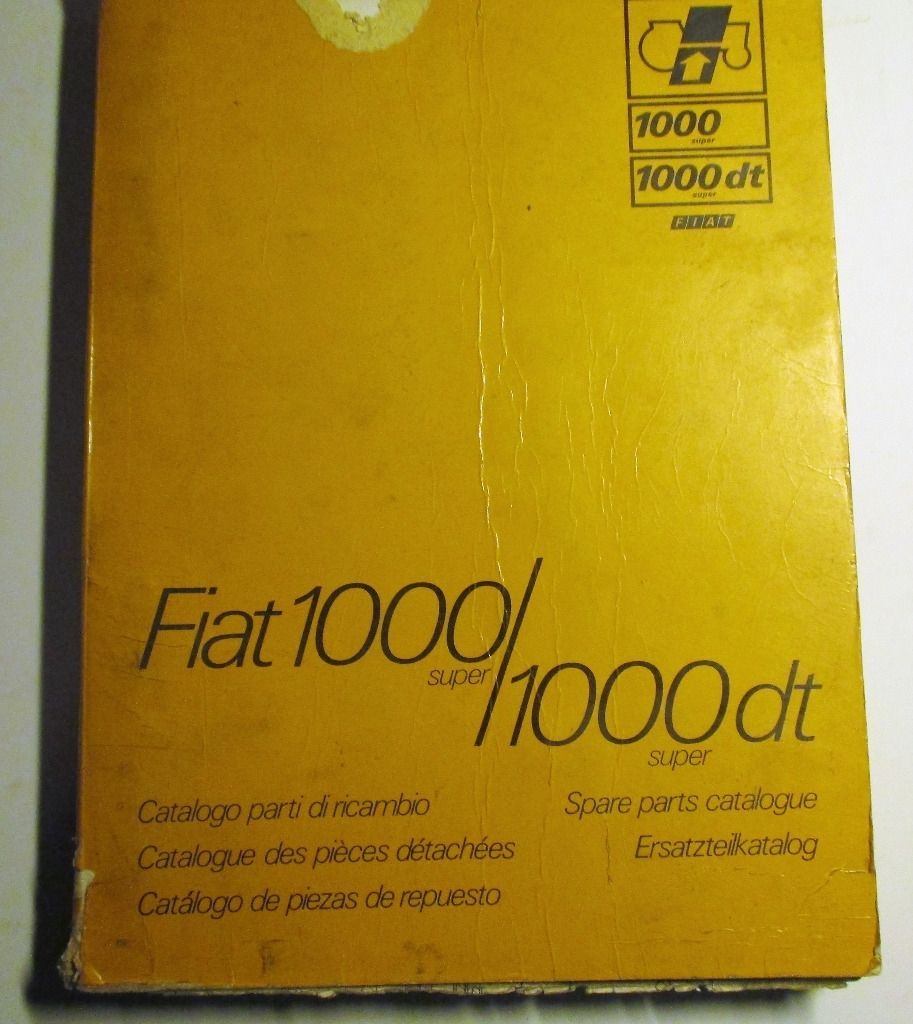 1000
super
1000 dt
super
FIAT
Fiat 1000/
super
1000 dt
super
Catalogo parti di ricambio
Catalogue des pièces détachées
Catálogo de piezas de repuesto
Spare parts catalogue
Ersatzteilkatalog